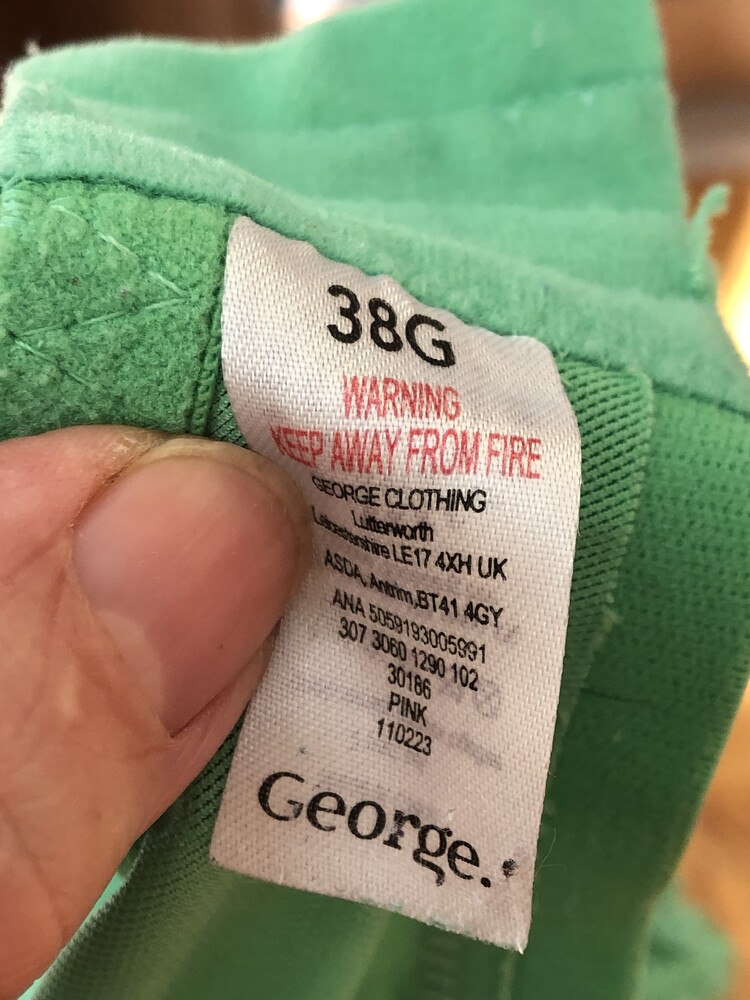 38G
WARNING
KEEP AWAY FROM FIRE
GEORGE CLOTHING
Lutterworth
Leicestershire LE17 4XH UK
ASDA, Antrim,BT41 4GY
ANA 5059193005991
307 3060 1290 102
30186
PINK
110223
George.